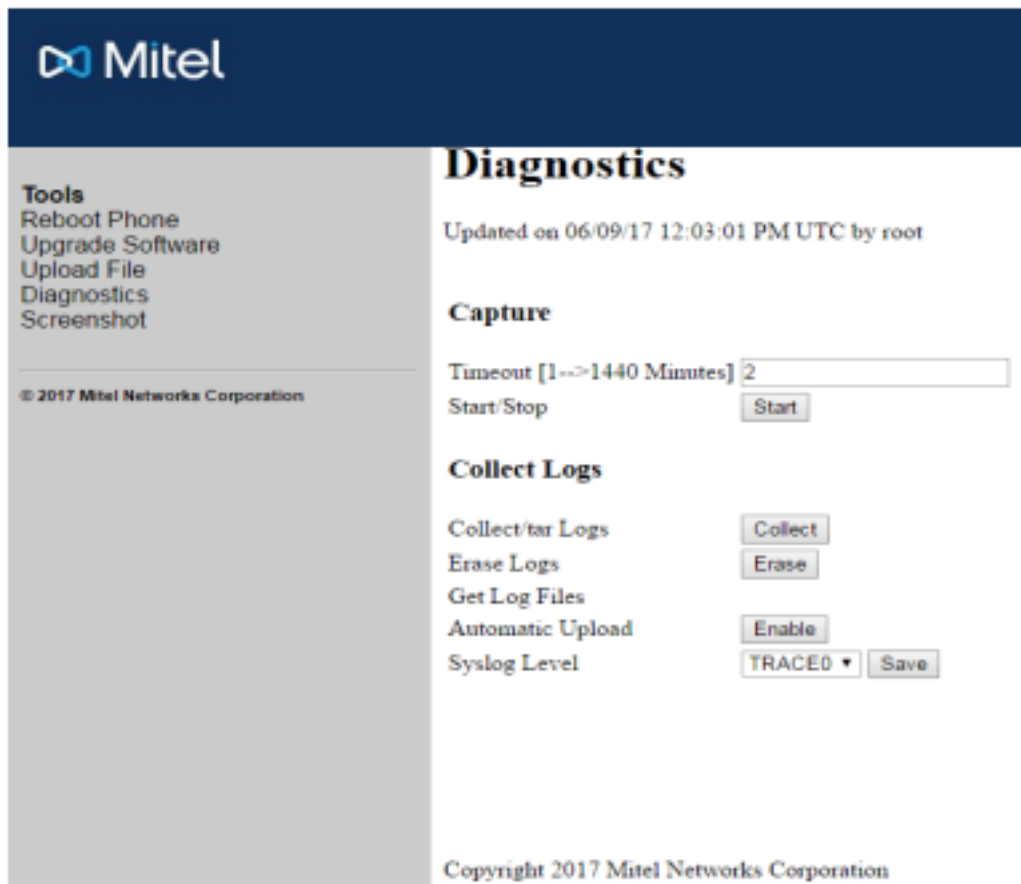 Mitel
Tools
Reboot Phone
Upgrade Software
Upload File
Diagnostics
Screenshot
© 2017 Mitel Networks Corporation
Diagnostics
Updated on 06/09/17 12:03:01 PM UTC by root
Capture
Timeout [1-->1440 Minutes] 2
Start/Stop Start
Collect Logs
Collect/tar Logs Collect
Erase Logs Erase
Get Log Files
Automatic Upload Enable
Syslog Level TRACE0 ▾ Save
Copyright 2017 Mitel Networks Corporation